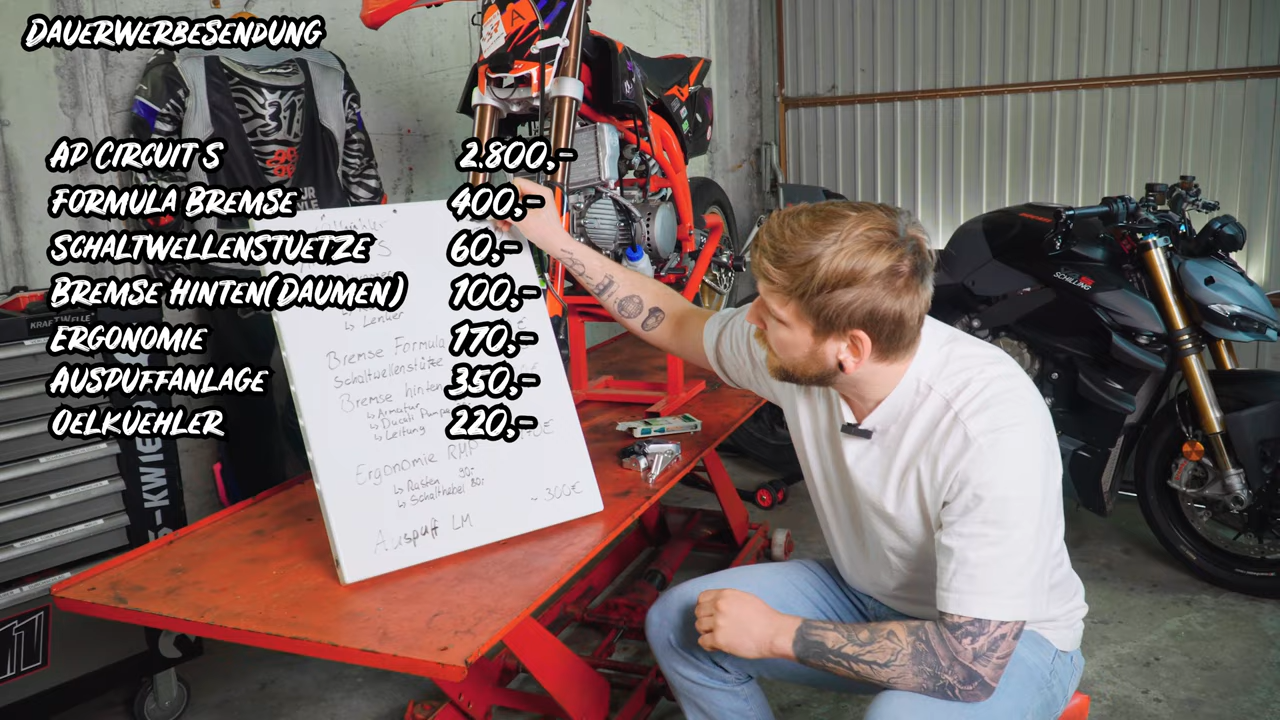 DAUERWERBESENDUNG
AP CIRCUIT S 2.800,-
FORMULA BREMSE 400,-
SCHALTWELLENSTUETZE 60,-
BREMSE HINTEN(DAUMEN) 100,-
ERGONOMIE 170,-
AUSPUFFANLAGE 350,-
OELKUEHLER 220,-
A
KRAFTWELLE
↳ Lenker
Bremse Formula
Schaltwellenstütze
Bremse hinten
↳ Armatur
↳ Ducati Pumpe
↳ Leitung
Ergonomie RMP
↳ Rasten 90,-
↳ Schalthebel 80,-
~ 300€
Auspuff LM
SCHILLING